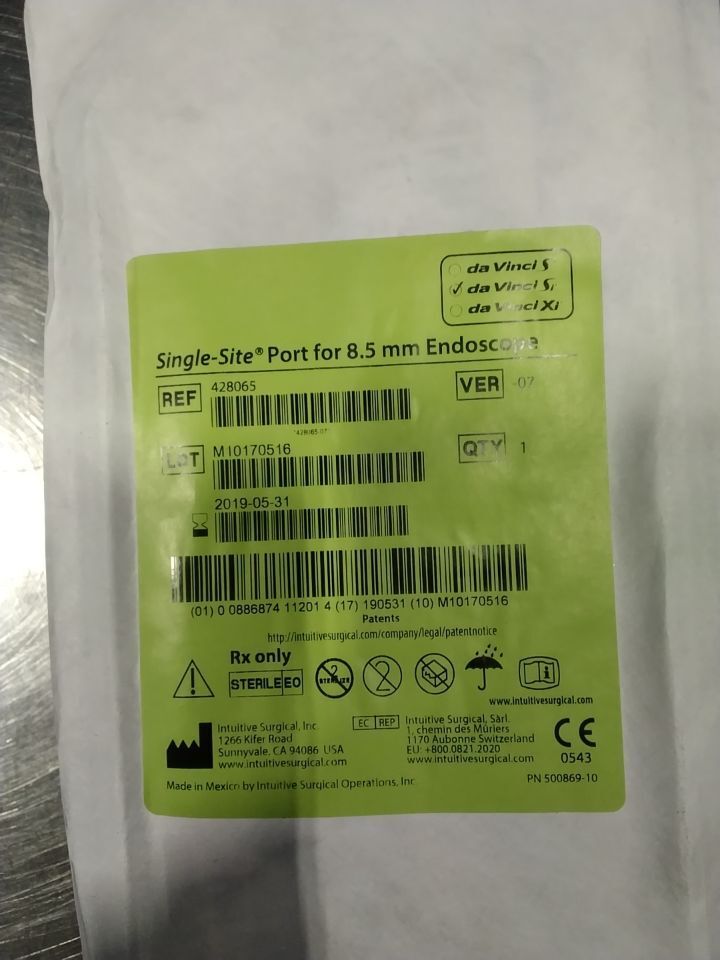 da Vinci S
da Vinci Si
da Vinci Xi
Single-Site® Port for 8.5 mm Endoscope
REF 428065
VER -07
*428065-07*
LOT M10170516
QTY 1
2019-05-31
(01) 0 0886874 11201 4 (17) 190531 (10) M10170516
Patents
http://intuitivesurgical.com/company/legal/patentnotice
Rx only
STERILE EO
2
STERILIZE
2
i
www.intuitivesurgical.com
Intuitive Surgical, Inc.
1266 Kifer Road
Sunnyvale, CA 94086 USA
www.intuitivesurgical.com
EC REP
Intuitive Surgical, Sàrl.
1, chemin des Mûriers
1170 Aubonne Switzerland
EU: +800.0821.2020
www.intuitivesurgical.com
CE
0543
Made in Mexico by Intuitive Surgical Operations, Inc.
PN 500869-10